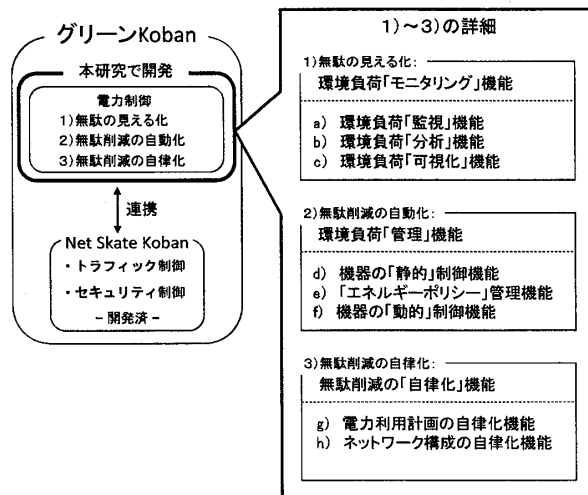 グリーンKoban
本研究で開発
電力制御
1)無駄の見える化
2)無駄削減の自動化
3)無駄削減の自律化
連携
Net Skate Koban
・トラフィック制御
・セキュリティ制御
– 開発済 –
1)～3)の詳細
1)無駄の見える化:
環境負荷「モニタリング」機能
a) 環境負荷「監視」機能
b) 環境負荷「分析」機能
c) 環境負荷「可視化」機能
2)無駄削減の自動化:
環境負荷「管理」機能
d) 機器の「静的」制御機能
e) 「エネルギーポリシー」管理機能
f) 機器の「動的」制御機能
3)無駄削減の自律化:
無駄削減の「自律化」機能
g) 電力利用計画の自律化機能
h) ネットワーク構成の自律化機能